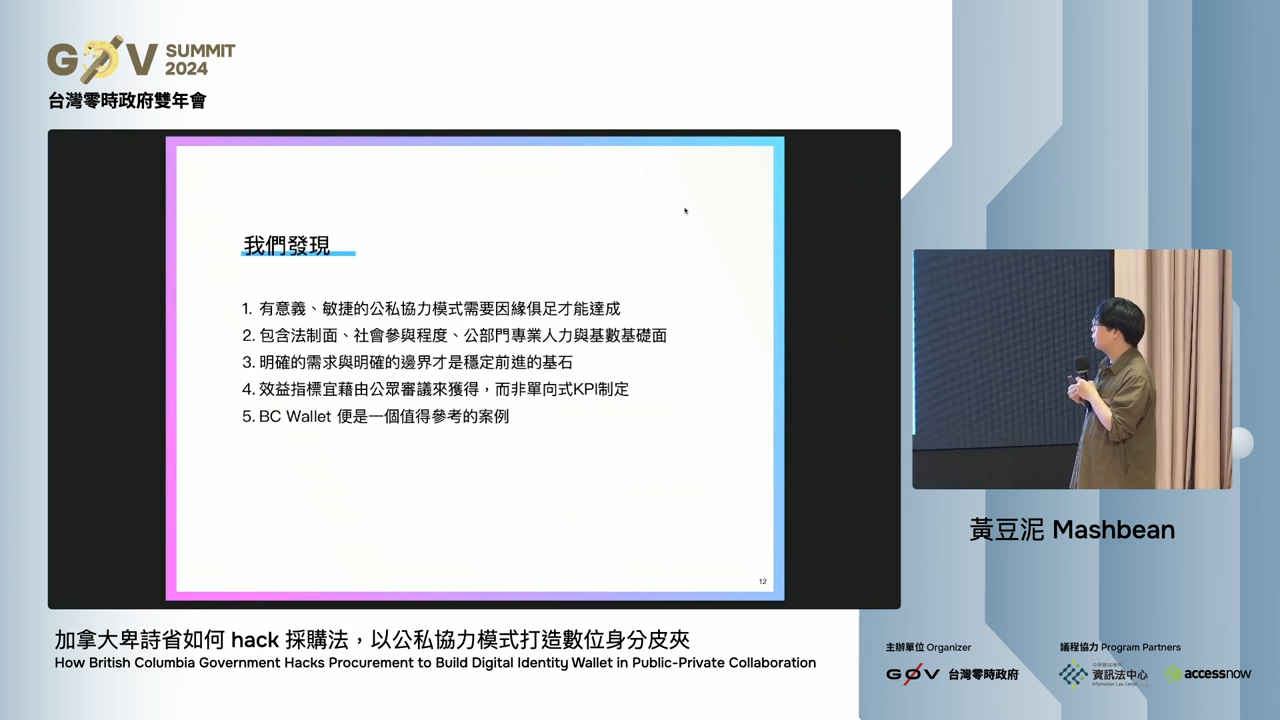 G0V SUMMIT 2024
台灣零時政府雙年會
我們發現
1. 有意義、敏捷的公私協力模式需要因緣俱足才能達成
2. 包含法制面、社會參與程度、公部門專業人力與基數基礎面
3. 明確的需求與明確的邊界才是穩定前進的基石
4. 效益指標宜藉由公眾審議來獲得，而非單向式KPI制定
5. BC Wallet 便是一個值得參考的案例
12
黃豆泥 Mashbean
加拿大卑詩省如何 hack 採購法，以公私協力模式打造數位身分皮夾
How British Columbia Government Hacks Procurement to Build Digital Identity Wallet in Public-Private Collaboration
主辦單位 Organizer
G0V 台灣零時政府
議程協力 Program Partners
資訊法中心
Information Law Center
accessnow